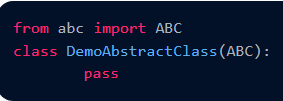 from abc import ABC
class DemoAbstractClass(ABC):
        pass